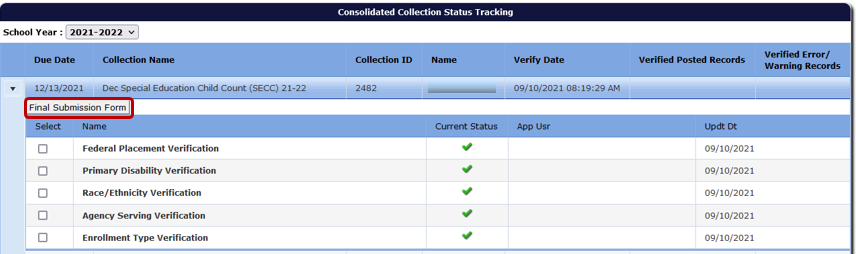 Consolidated Collection Status Tracking
School Year : 2021-2022
Due Date Collection Name Collection ID Name Verify Date Verified Posted Records Verified Error/
Warning Records
12/13/2021 Dec Special Education Child Count (SECC) 21-22 2482 09/10/2021 08:19:29 AM
Final Submission Form
Select Name Current Status App Usr Updt Dt
Federal Placement Verification 09/10/2021
Primary Disability Verification 09/10/2021
Race/Ethnicity Verification 09/10/2021
Agency Serving Verification 09/10/2021
Enrollment Type Verification 09/10/2021